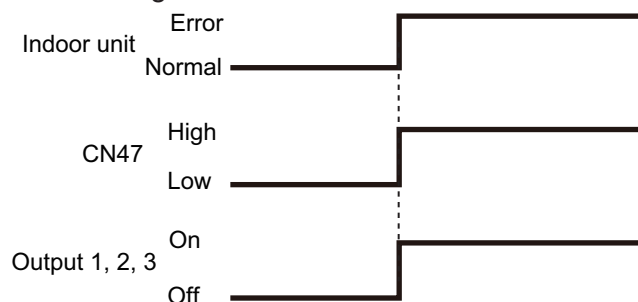 Error
Indoor unit
Normal
High
CN47
Low
On
Output 1, 2, 3
Off